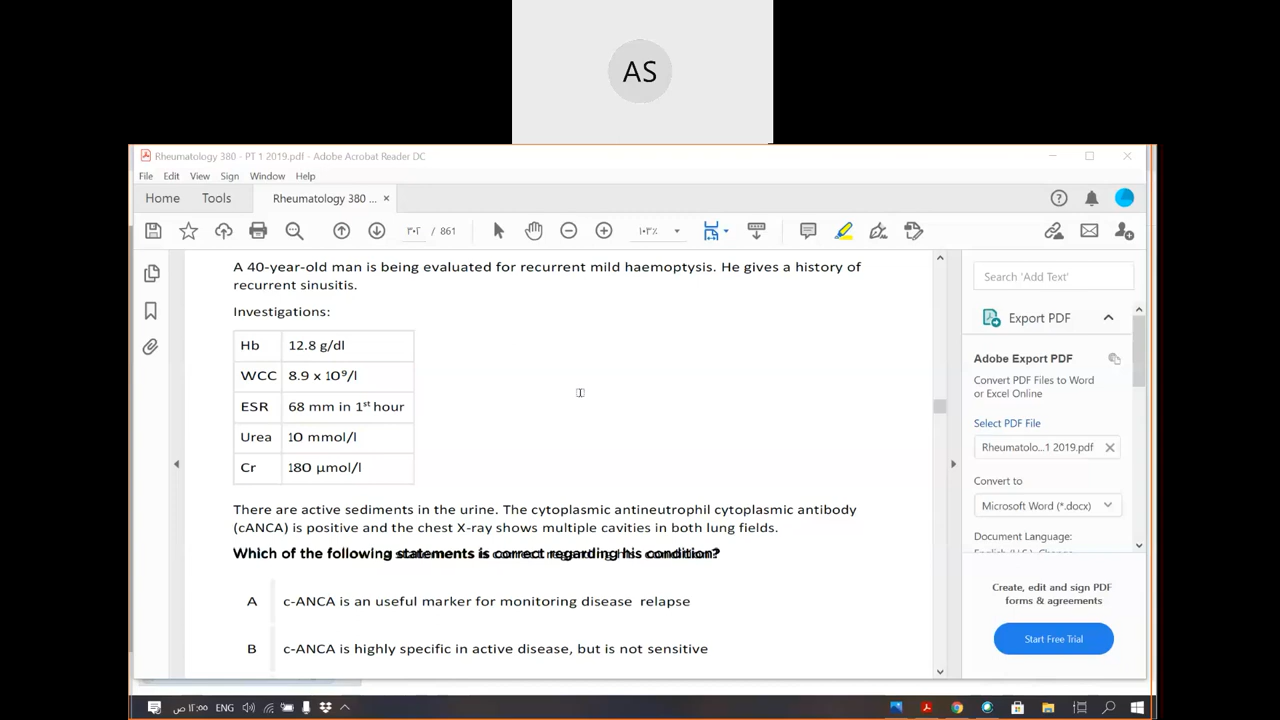 AS
Rheumatology 380 - PT 1 2019.pdf - Adobe Acrobat Reader DC
File Edit View Sign Window Help
Home Tools Rheumatology 380 ... ×
٣٠٢ / 861 ١٠٣٪
A 40-year-old man is being evaluated for recurrent mild haemoptysis. He gives a history of
recurrent sinusitis.
Investigations:
Hb 12.8 g/dl
WCC 8.9 x 10⁹/l
ESR 68 mm in 1st hour
Urea 10 mmol/l
Cr 180 µmol/l
There are active sediments in the urine. The cytoplasmic antineutrophil cytoplasmic antibody
(cANCA) is positive and the chest X-ray shows multiple cavities in both lung fields.
Which of the following statements is correct regarding his condition?
A c-ANCA is an useful marker for monitoring disease relapse
B c-ANCA is highly specific in active disease, but is not sensitive
Search 'Add Text'
Export PDF
Adobe Export PDF
Convert PDF Files to Word
or Excel Online
Select PDF File
Rheumatolo...1 2019.pdf
Convert to
Microsoft Word (*.docx)
Document Language:
Create, edit and sign PDF
forms & agreements
Start Free Trial
ص ١٢:٥٥ ENG